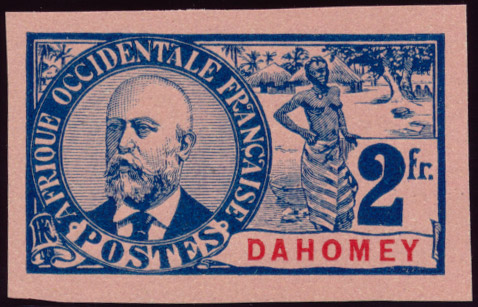 AFRIQUE OCCIDENTALE FRANÇAISE
POSTES
2 fr.
DAHOMEY